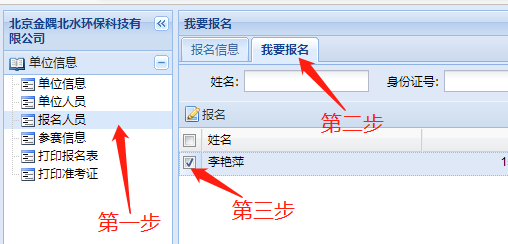 北京金隅北水环保科技有
限公司
单位信息
单位信息
单位人员
报名人员
参赛信息
打印报名表
打印准考证
第一步
我要报名
报名信息
我要报名
姓名:
身份证号:
报名
第二步
姓名
李艳萍
1
第三步